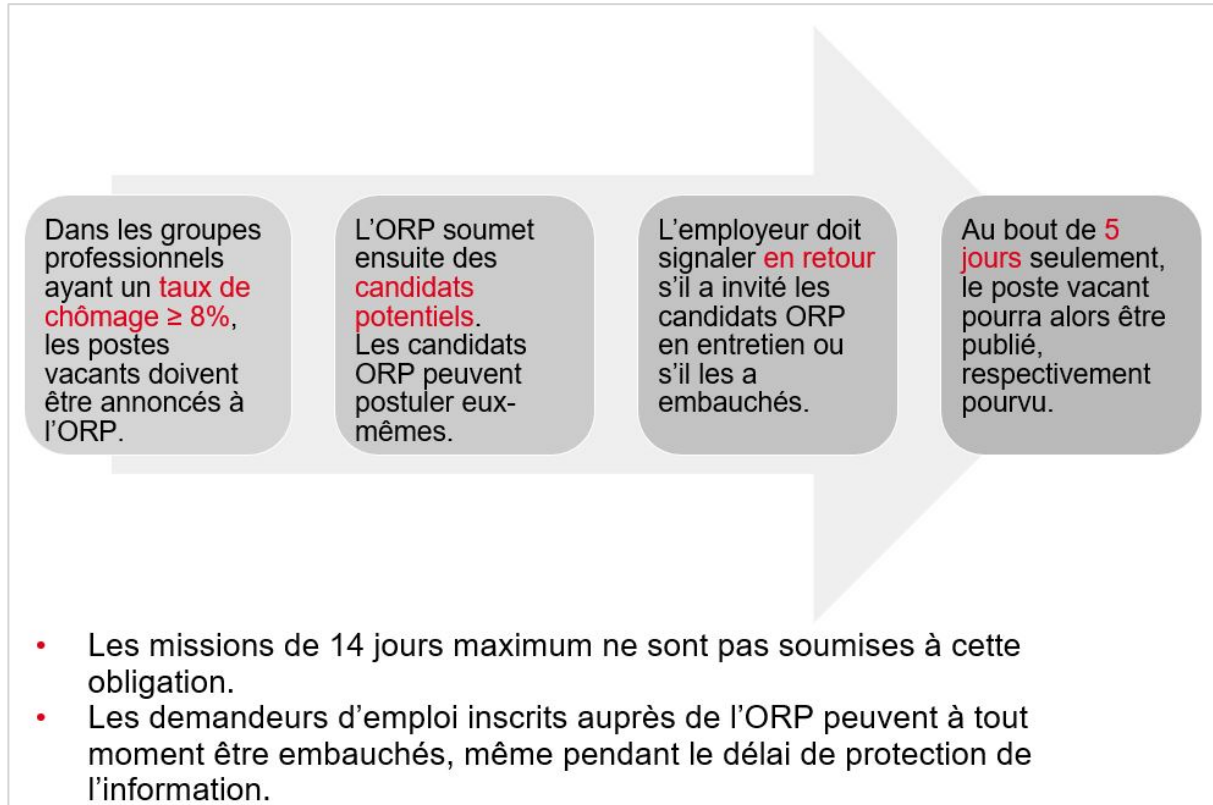 Dans les groupes
professionnels
ayant un taux de
chômage ≥ 8%,
les postes
vacants doivent
être annoncés à
l’ORP.
L’ORP soumet
ensuite des
candidats
potentiels.
Les candidats
ORP peuvent
postuler eux-
mêmes.
L’employeur doit
signaler en retour
s’il a invité les
candidats ORP
en entretien ou
s’il les a
embauchés.
Au bout de 5
jours seulement,
le poste vacant
pourra alors être
publié,
respectivement
pourvu.
• Les missions de 14 jours maximum ne sont pas soumises à cette
obligation.
• Les demandeurs d’emploi inscrits auprès de l’ORP peuvent à tout
moment être embauchés, même pendant le délai de protection de
l’information.